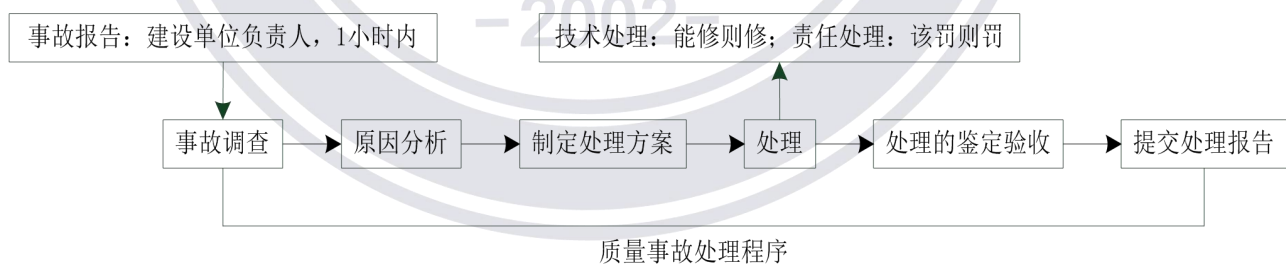 -2002-
事故报告：建设单位负责人，1小时内
技术处理：能修则修；责任处理：该罚则罚
事故调查
原因分析
制定处理方案
处理
处理的鉴定验收
提交处理报告
质量事故处理程序